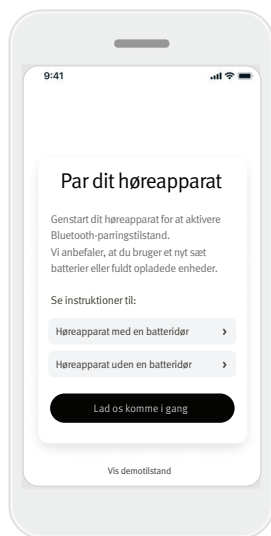 9:41
Par dit høreapparat
Genstart dit høreapparat for at aktivere
Bluetooth-parringstilstand.
Vi anbefaler, at du bruger et nyt sæt
batterier eller fuldt opladede enheder.
Se instruktioner til:
Høreapparat med en batteridør
Høreapparat uden en batteridør
Lad os komme i gang
Vis demotilstand